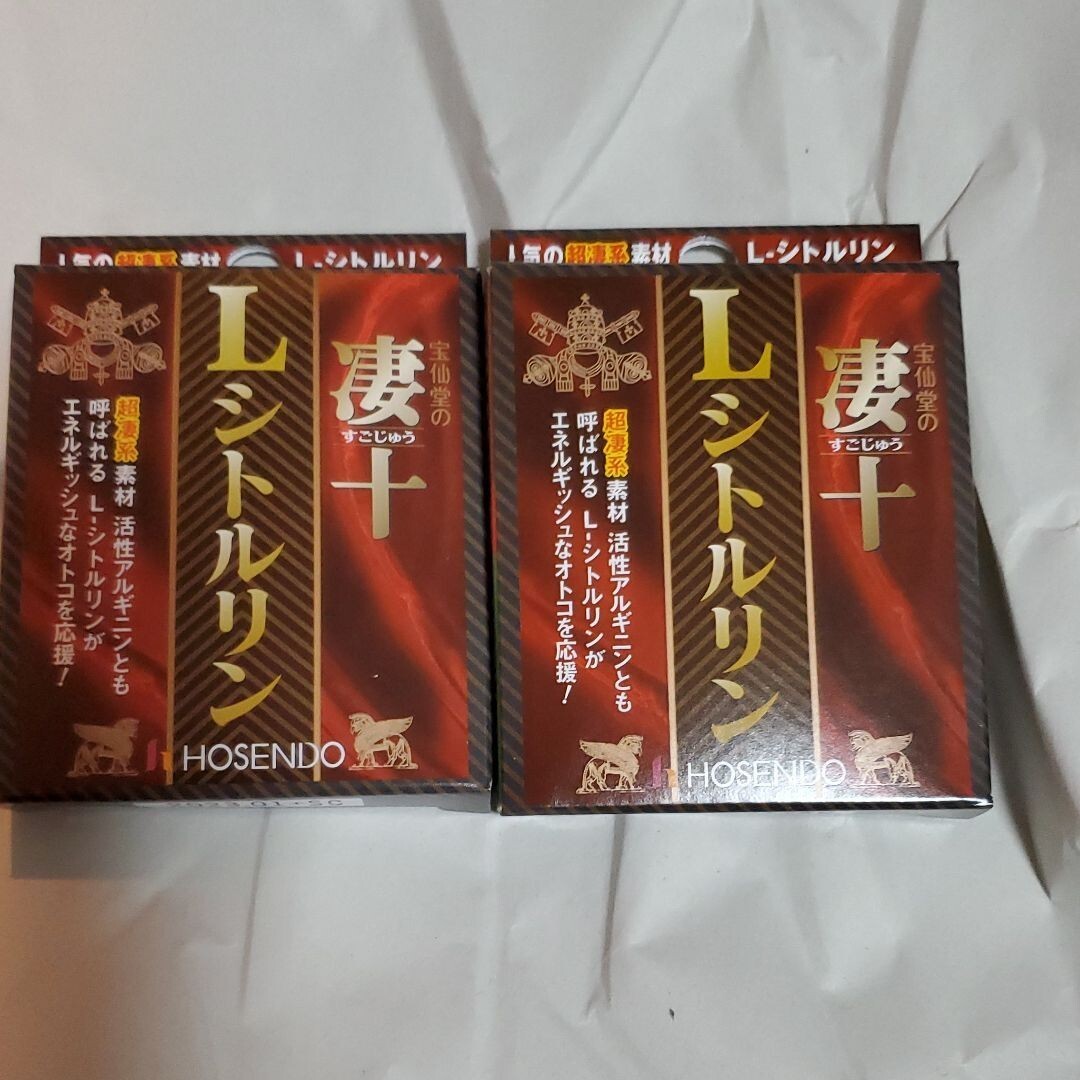 気の超凄系素材
L-シトルリン
宝仙堂の
凄十
すごじゅう
Lシトルリン
超凄系素材 活性アルギニンとも
呼ばれる L-シトルリンが
エネルギッシュなオトコを応援!
HOSENDO
気の超凄系素材
L-シトルリン
宝仙堂の
凄十
すごじゅう
Lシトルリン
超凄系素材 活性アルギニンとも
呼ばれる L-シトルリンが
エネルギッシュなオトコを応援!
HOSENDO